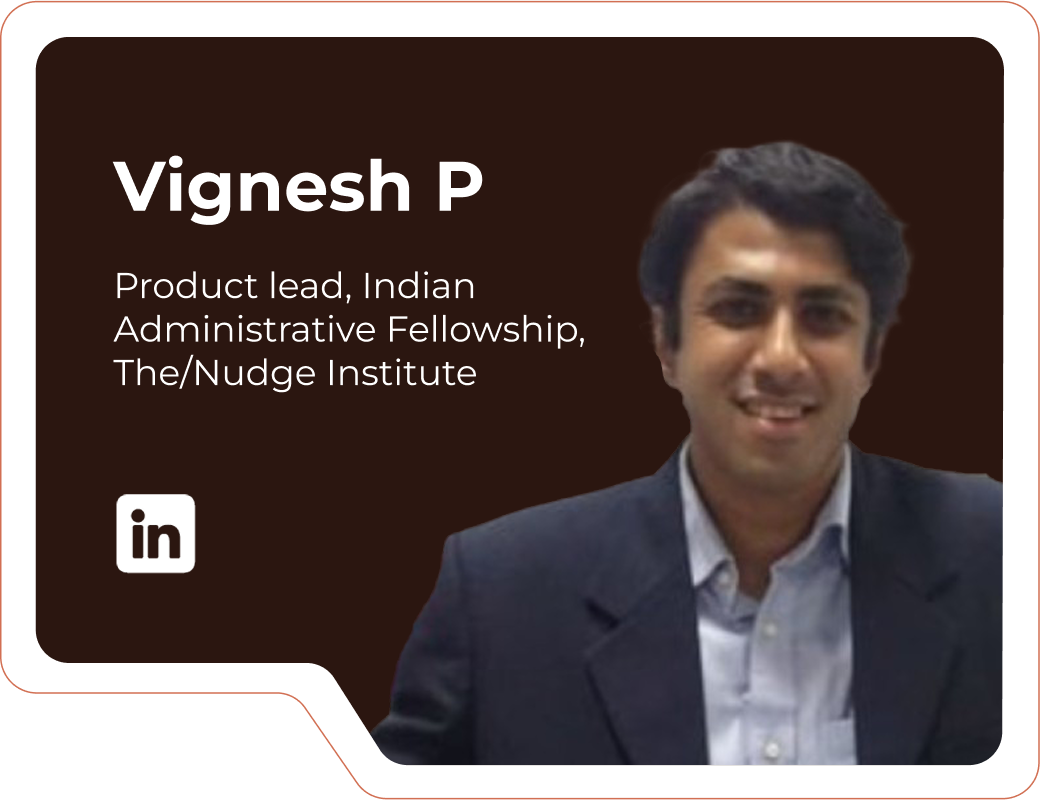 Vignesh P
Product lead, Indian
Administrative Fellowship,
The/Nudge Institute
in